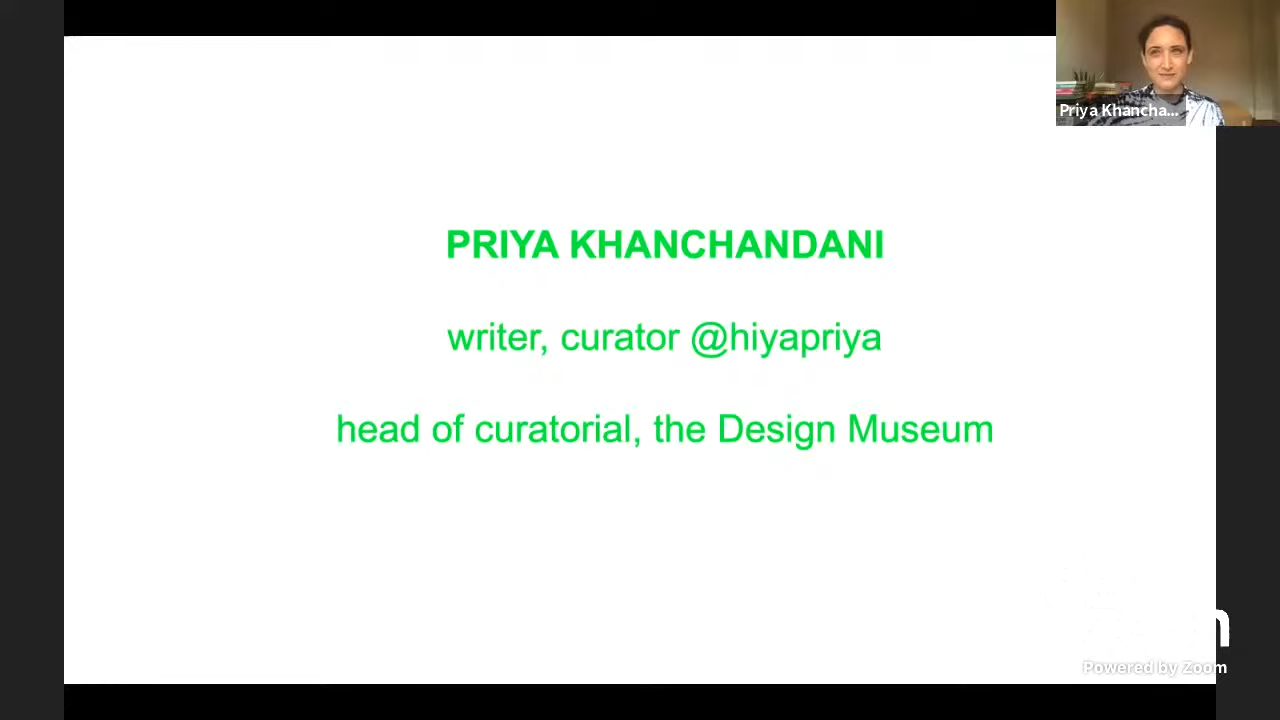 Priya Khancha...
PRIYA KHANCHANDANI
writer, curator @hiyapriya
head of curatorial, the Design Museum
Powered by Zoom